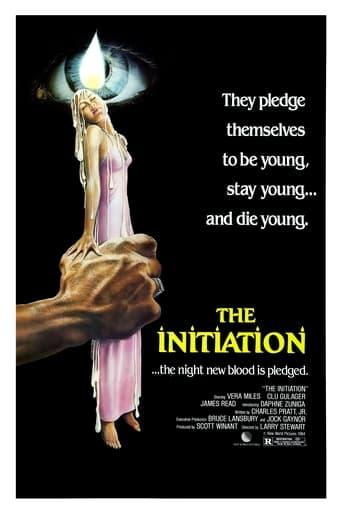 They pledge
themselves
to be young,
stay young...
and die young.
THE
INITIATION
...the night new blood is pledged.
"THE INITIATION"
Starring VERA MILES CLU GULAGER
JAMES READ Introducing DAPHNE ZUNIGA
Written by CHARLES PRATT, JR.
Executive Producers BRUCE LANSBURY and JOCK GAYNOR
Produced by SCOTT WINANT Directed by LARRY STEWART
R